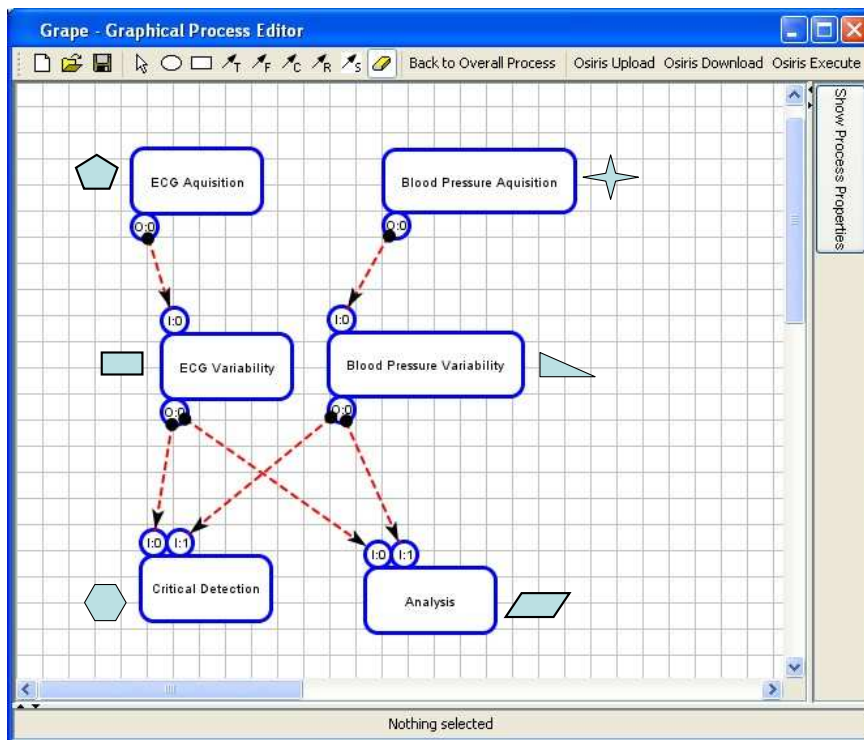 Grape - Graphical Process Editor
T F C R S Back to Overall Process Osiris Upload Osiris Download Osiris Execute
Show Process Properties
ECG Aquisition
Blood Pressure Aquisition
O:0
O:0
I:0
I:0
ECG Variability
Blood Pressure Variability
O:0
O:0
I:0 I:1
I:0 I:1
Critical Detection
Analysis
Nothing selected